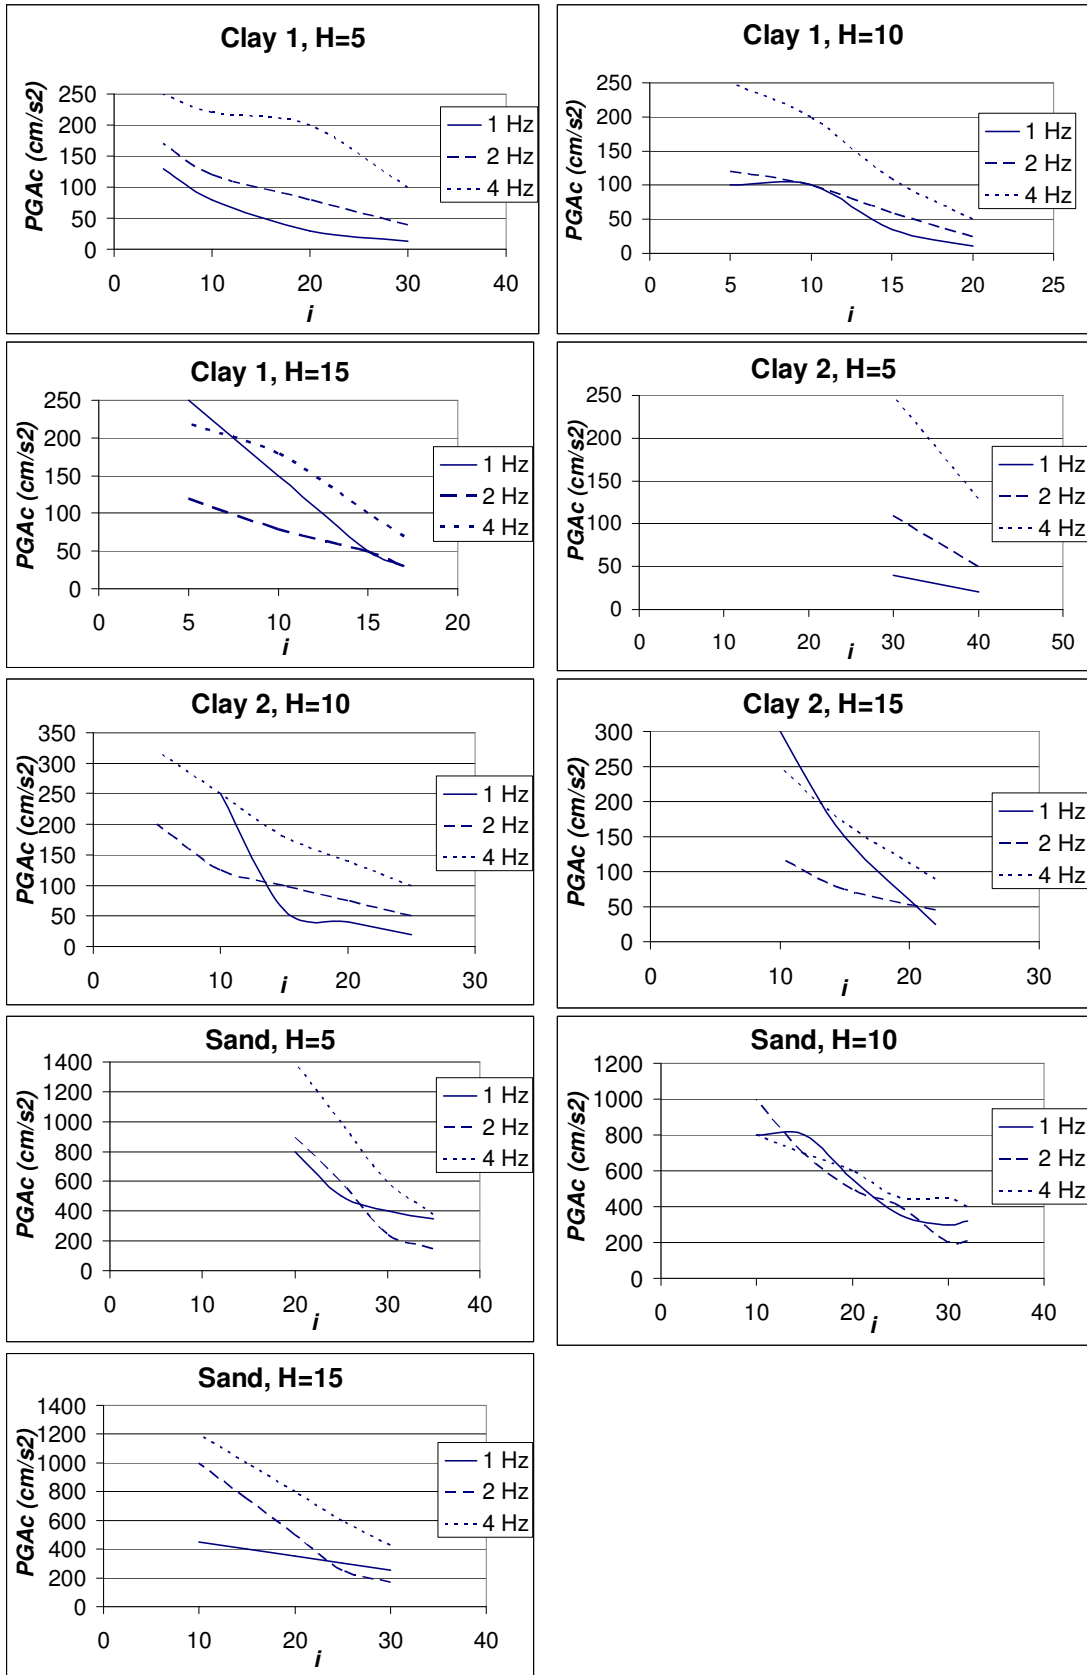 Clay 1, H=5
PGAc (cm/s2)
250
200
150
100
50
0
0 10 20 30 40
i
1 Hz
2 Hz
4 Hz
Clay 1, H=10
PGAc (cm/s2)
250
200
150
100
50
0
0 5 10 15 20 25
i
1 Hz
2 Hz
4 Hz
Clay 1, H=15
PGAc (cm/s2)
250
200
150
100
50
0
0 5 10 15 20
i
1 Hz
2 Hz
4 Hz
Clay 2, H=5
PGAc (cm/s2)
250
200
150
100
50
0
0 10 20 30 40 50
i
1 Hz
2 Hz
4 Hz
Clay 2, H=10
PGAc (cm/s2)
350
300
250
200
150
100
50
0
0 10 20 30
i
1 Hz
2 Hz
4 Hz
Clay 2, H=15
PGAc (cm/s2)
300
250
200
150
100
50
0
0 10 20 30
i
1 Hz
2 Hz
4 Hz
Sand, H=5
PGAc (cm/s2)
1400
1200
1000
800
600
400
200
0
0 10 20 30 40
i
1 Hz
2 Hz
4 Hz
Sand, H=10
PGAc (cm/s2)
1200
1000
800
600
400
200
0
0 10 20 30 40
i
1 Hz
2 Hz
4 Hz
Sand, H=15
PGAc (cm/s2)
1400
1200
1000
800
600
400
200
0
0 10 20 30 40
i
1 Hz
2 Hz
4 Hz